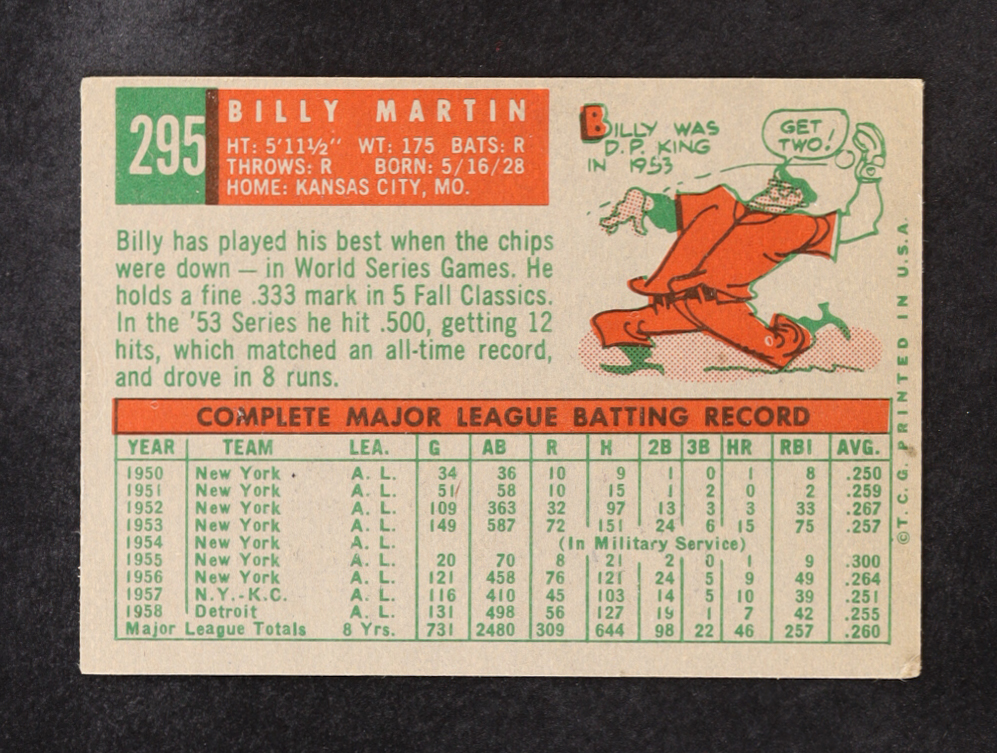 295
BILLY MARTIN
HT: 5'11½" WT: 175 BATS: R
THROWS: R BORN: 5/16/28
HOME: KANSAS CITY, MO.
BILLY WAS
D.P. KING
IN 1953
GET
TWO!
Billy has played his best when the chips
were down — in World Series Games. He
holds a fine .333 mark in 5 Fall Classics.
In the '53 Series he hit .500, getting 12
hits, which matched an all-time record,
and drove in 8 runs.
COMPLETE MAJOR LEAGUE BATTING RECORD
YEAR TEAM LEA. G AB R H 2B 3B HR RBI AVG.
1950 New York A. L. 34 36 10 9 1 0 1 8 .250
1951 New York A. L. 51 58 10 15 1 2 0 2 .259
1952 New York A. L. 109 363 32 97 13 3 3 33 .267
1953 New York A. L. 149 587 72 151 24 6 15 75 .257
1954 New York A. L. (In Military Service)
1955 New York A. L. 20 70 8 21 2 0 1 9 .300
1956 New York A. L. 121 458 76 121 24 5 9 49 .264
1957 N.Y.-K.C. A. L. 116 410 45 103 14 5 10 39 .251
1958 Detroit A. L. 131 498 56 127 19 1 7 42 .255
Major League Totals 8 Yrs. 731 2480 309 644 98 22 46 257 .260
©T. C. G. PRINTED IN U.S.A.